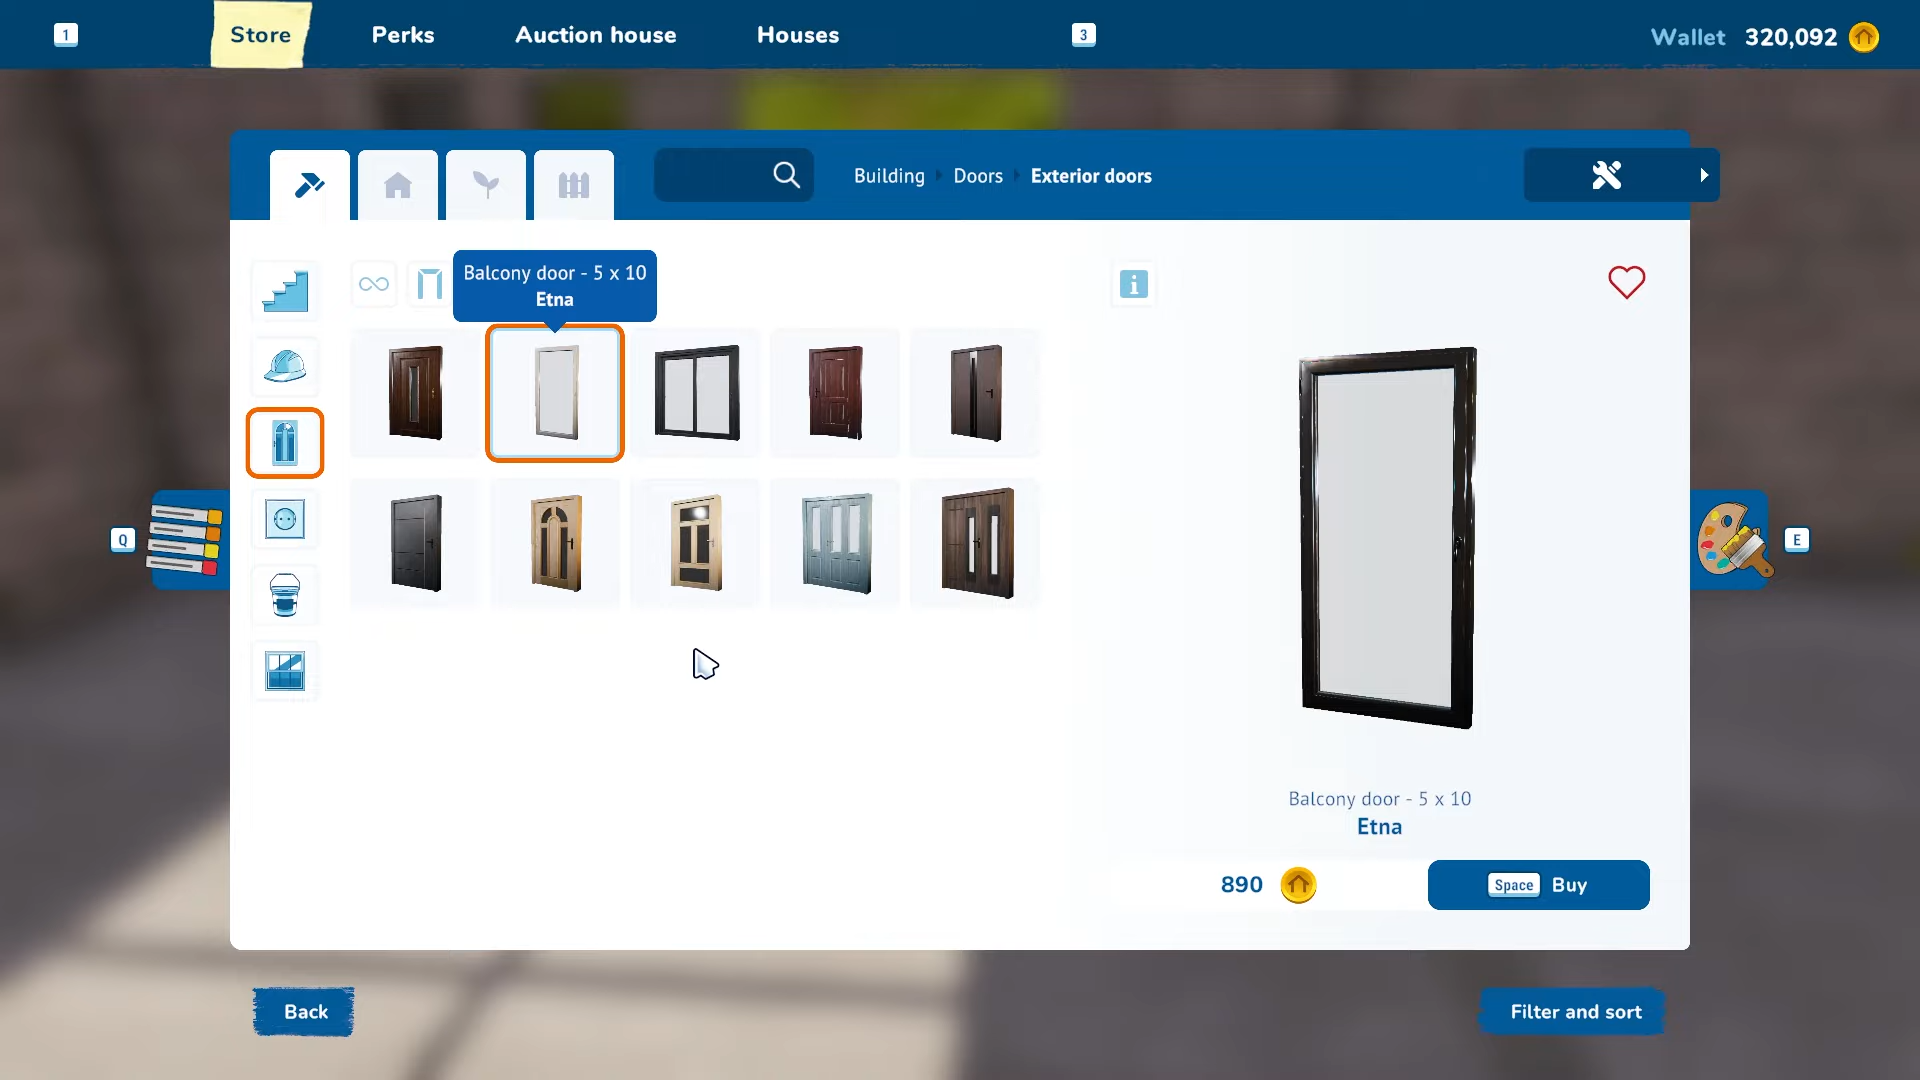 1
Store
Perks
Auction house
Houses
3
Wallet 320,092
Building
Doors
Exterior doors
Balcony door - 5 x 10
Etna
i
Q
E
Balcony door - 5 x 10
Etna
890
Space Buy
Back
Filter and sort